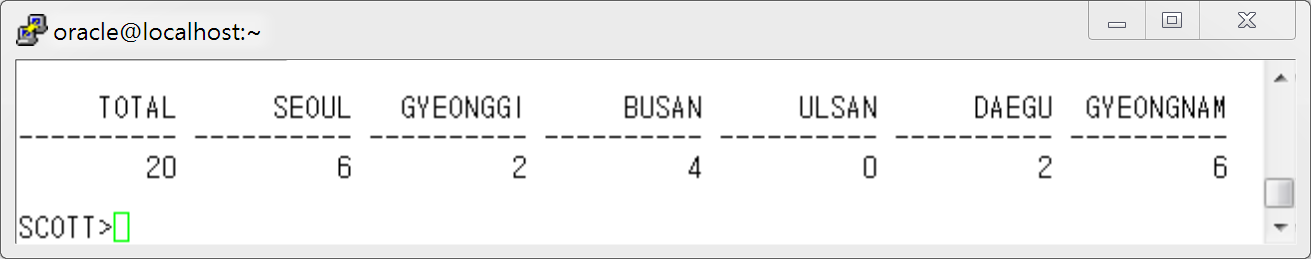 oracle@localhost:~
TOTAL SEOUL GYEONGGI BUSAN ULSAN DAEGU GYEONGNAM
---------- ---------- ---------- ---------- ---------- ---------- ----------
20 6 2 4 0 2 6
SCOTT>